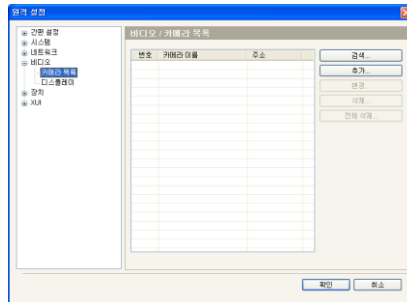 원격 설정
간편 설정
시스템
네트워크
비디오
카메라 목록
디스플레이
장치
XUI
비디오 / 카메라 목록
번호 카메라 이름 주소
검색...
추가...
변경...
삭제...
전체 삭제...
확인 취소